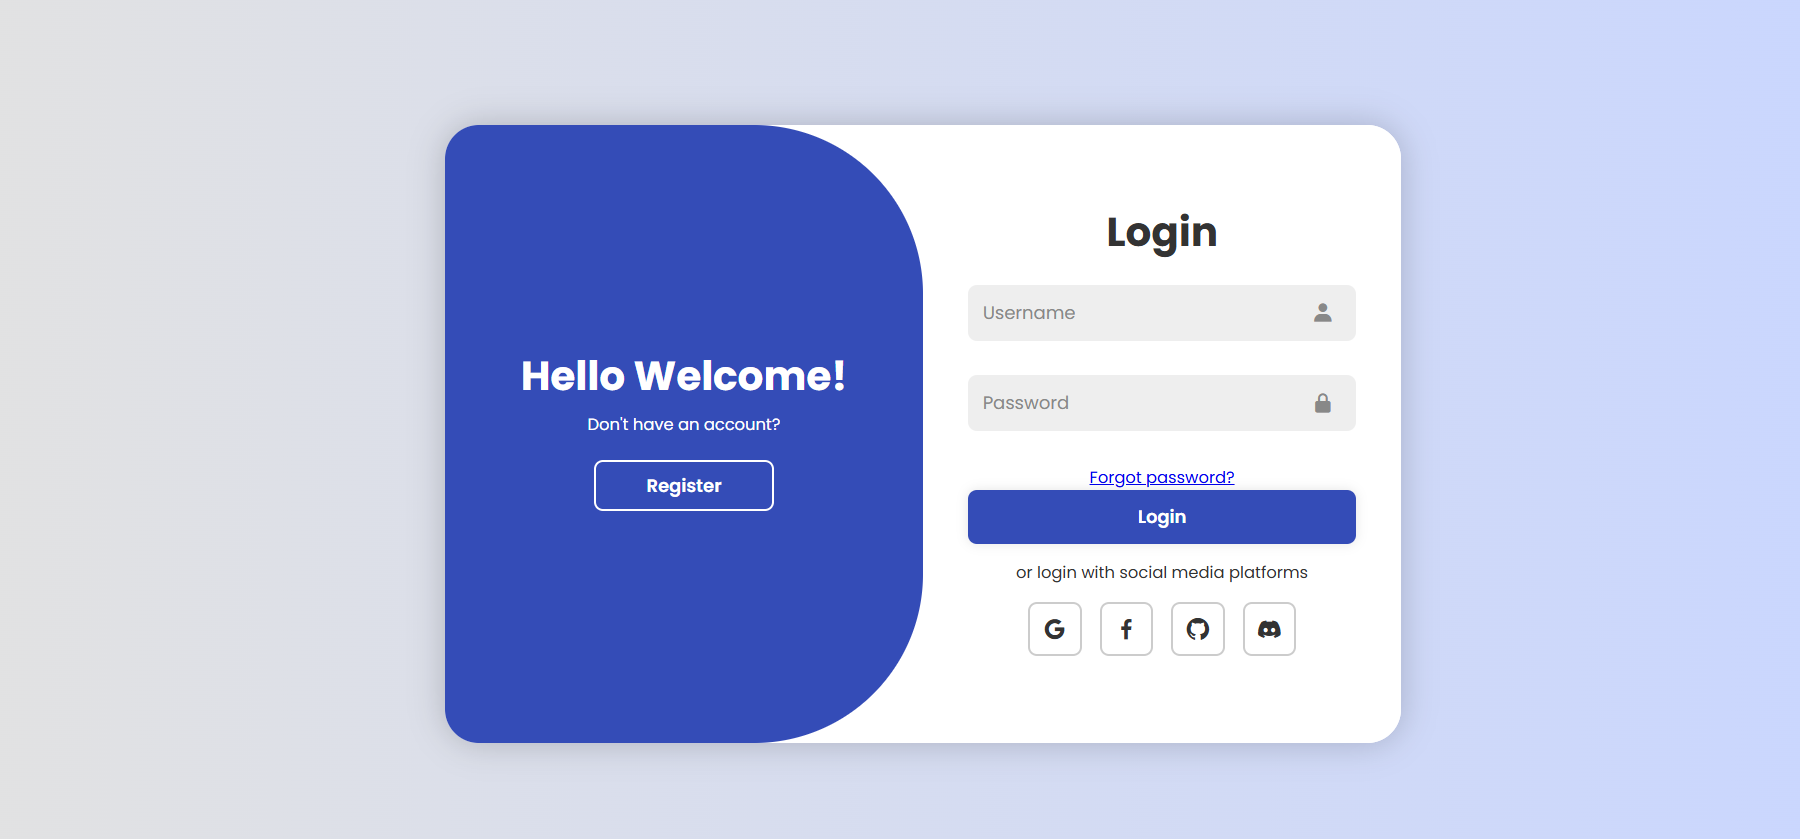 Hello Welcome!
Don't have an account?
Register
Login
Username
Password
Forgot password?
Login
or login with social media platforms